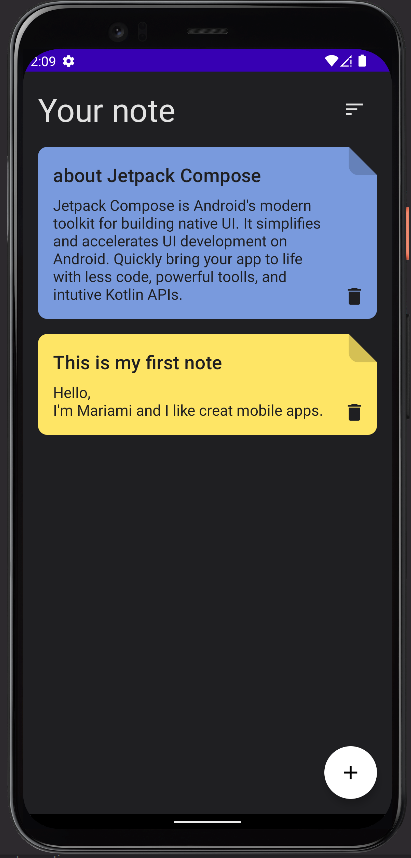 2:09
Your note
about Jetpack Compose
Jetpack Compose is Android's modern
toolkit for building native UI. It simplifies
and accelerates UI development on
Android. Quickly bring your app to life
with less code, powerful toolls, and
intutive Kotlin APIs.
This is my first note
Hello,
I'm Mariami and I like creat mobile apps.